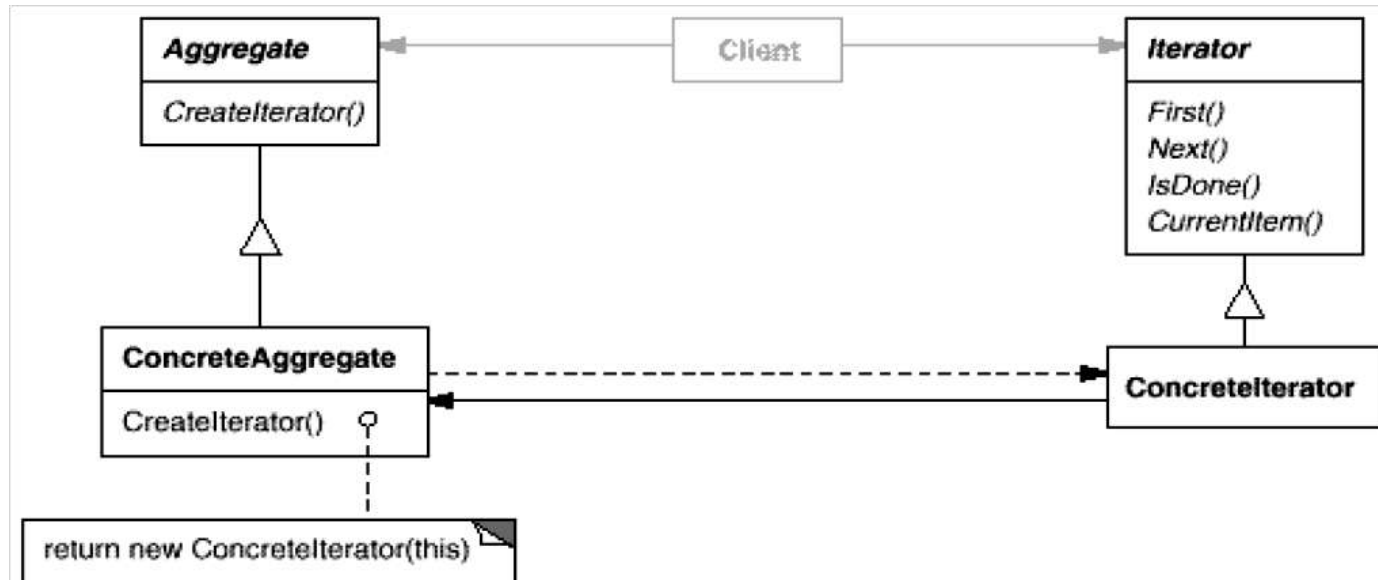 Aggregate
CreateIterator()
Client
Iterator
First()
Next()
IsDone()
CurrentItem()
ConcreteAggregate
CreateIterator()
ConcreteIterator
return new ConcreteIterator(this)